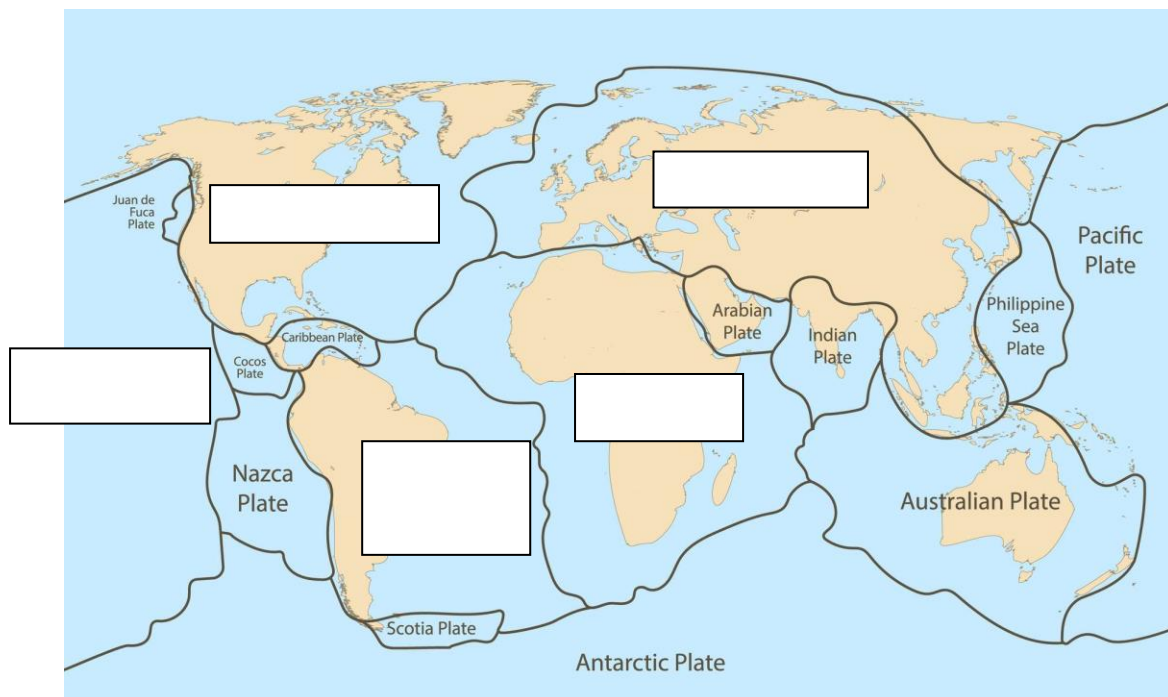 Juan de
Fuca
Plate
Pacific
Plate
Philippine
Sea
Plate
Arabian
Plate
Indian
Plate
Caribbean Plate
Cocos
Plate
Nazca
Plate
Australian Plate
Scotia Plate
Antarctic Plate